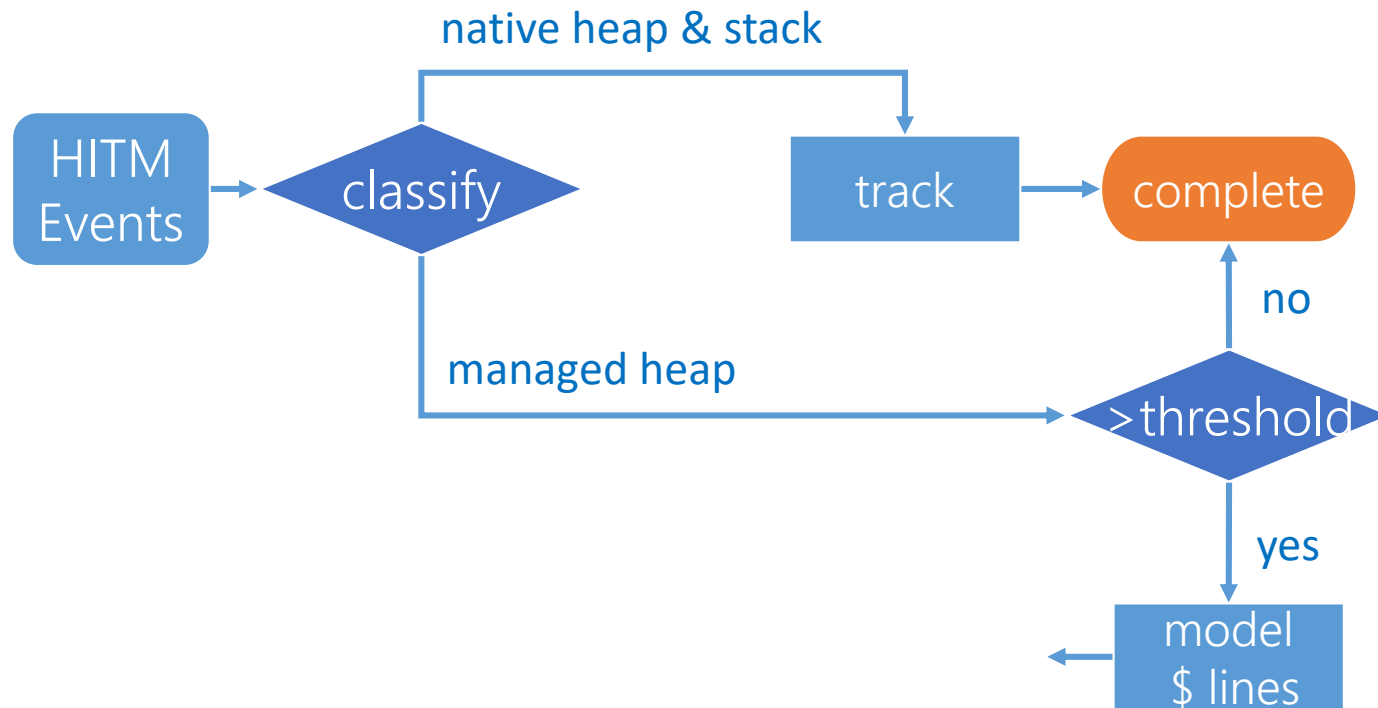 native heap & stack
HITM
Events
classify
track
complete
no
managed heap
>threshold
yes
model
$ lines